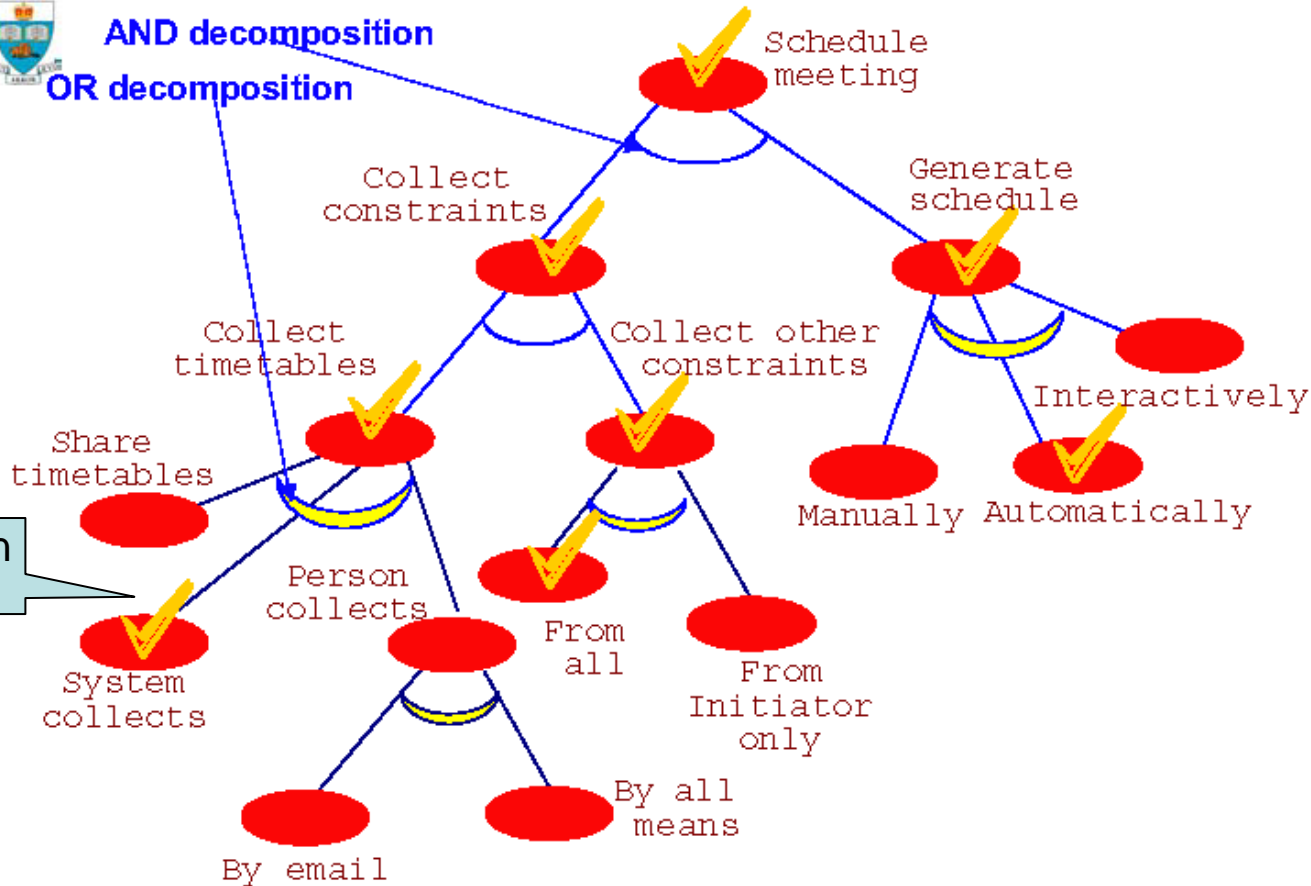 AND decomposition
OR decomposition
Schedule
meeting
Collect
constraints
Generate
schedule
Collect
timetables
Collect other
constraints
Interactively
Share
timetables
Manually
Automatically
n
Person
collects
From
all
System
collects
From
Initiator
only
By all
means
By email